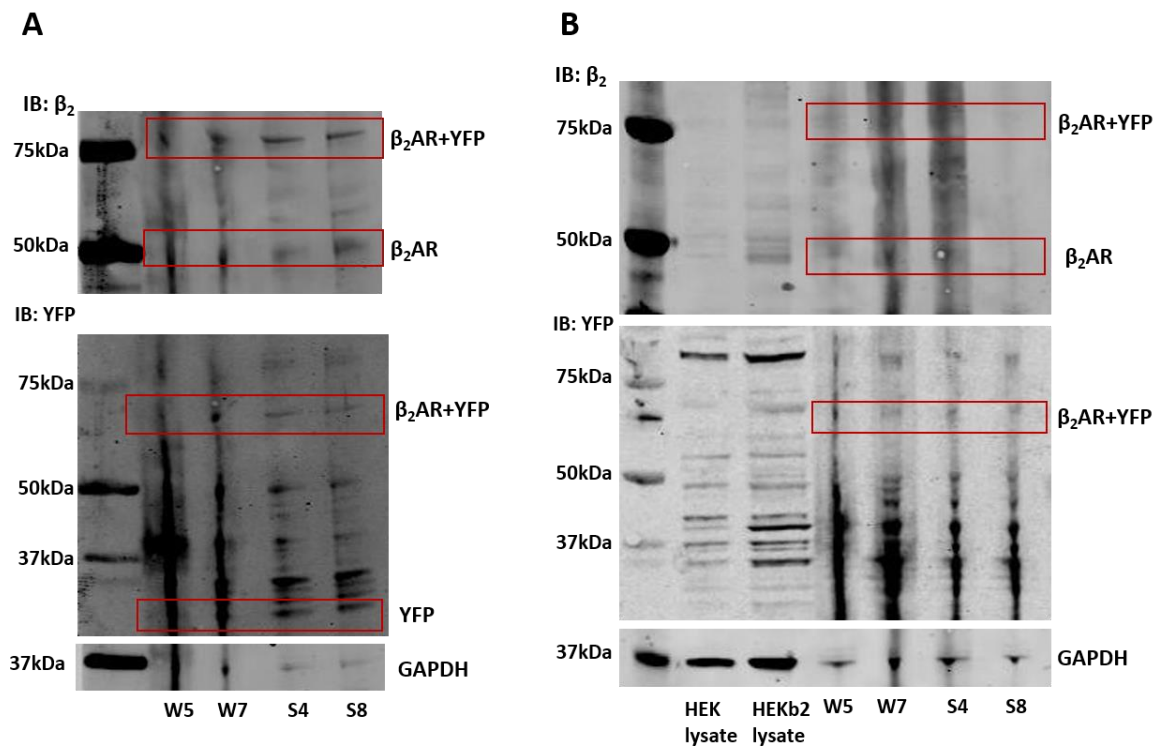 A
IB: β₂
75kDa
β₂AR+YFP
50kDa
β₂AR
IB: YFP
75kDa
β₂AR+YFP
50kDa
37kDa
YFP
37kDa
GAPDH
W5 W7 S4 S8
B
IB: β₂
75kDa
β₂AR+YFP
50kDa
β₂AR
IB: YFP
75kDa
β₂AR+YFP
50kDa
37kDa
37kDa
GAPDH
HEK HEKb2 W5 W7 S4 S8
lysate lysate